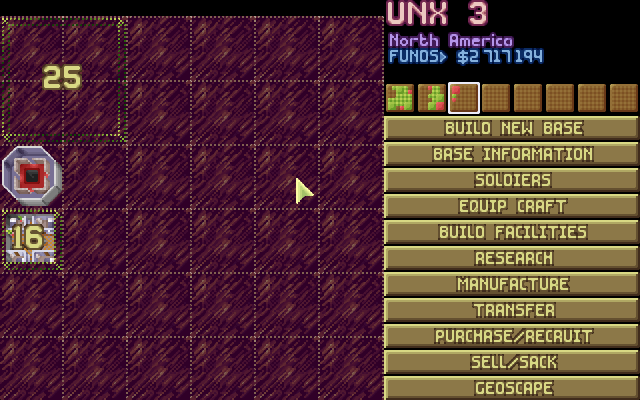 UNX 3
North America
FUNDS> $2 717 194
25
16
BUILD NEW BASE
BASE INFORMATION
SOLDIERS
EQUIP CRAFT
BUILD FACILITIES
RESEARCH
MANUFACTURE
TRANSFER
PURCHASE/RECRUIT
SELL/SACK
GEOSCAPE